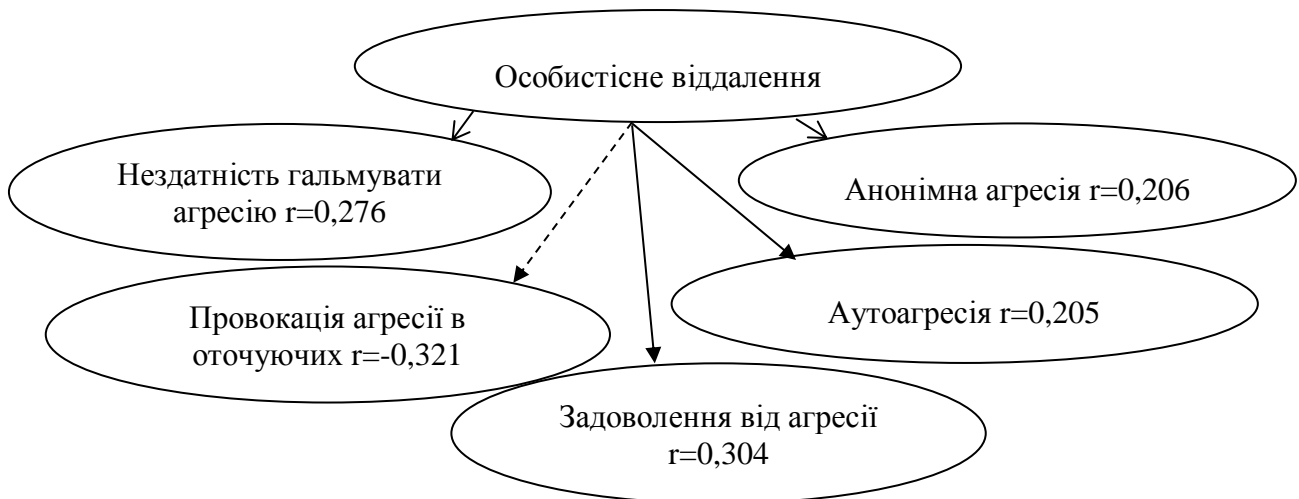 Особистісне віддалення
Нездатність гальмувати
агресію r=0,276
Анонімна агресія r=0,206
Провокація агресії в
оточуючих r=-0,321
Аутоагресія r=0,205
Задоволення від агресії
r=0,304